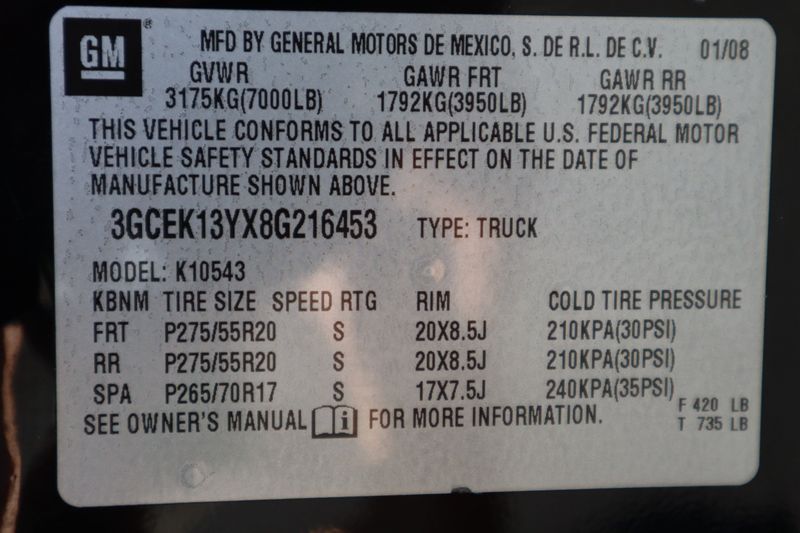 GM®
MFD BY GENERAL MOTORS DE MEXICO, S. DE R.L. DE C.V. 01/08
GVWR GAWR FRT GAWR RR
3175KG(7000LB) 1792KG(3950LB) 1792KG(3950LB)
THIS VEHICLE CONFORMS TO ALL APPLICABLE U.S. FEDERAL MOTOR
VEHICLE SAFETY STANDARDS IN EFFECT ON THE DATE OF
MANUFACTURE SHOWN ABOVE.
3GCEK13YX8G216453 TYPE: TRUCK
MODEL: K10543
KBNM TIRE SIZE SPEED RTG RIM COLD TIRE PRESSURE
FRT P275/55R20 S 20X8.5J 210KPA(30PSI)
RR P275/55R20 S 20X8.5J 210KPA(30PSI)
SPA P265/70R17 S 17X7.5J 240KPA(35PSI)
SEE OWNER'S MANUAL i FOR MORE INFORMATION.
F 420 LB
T 735 LB